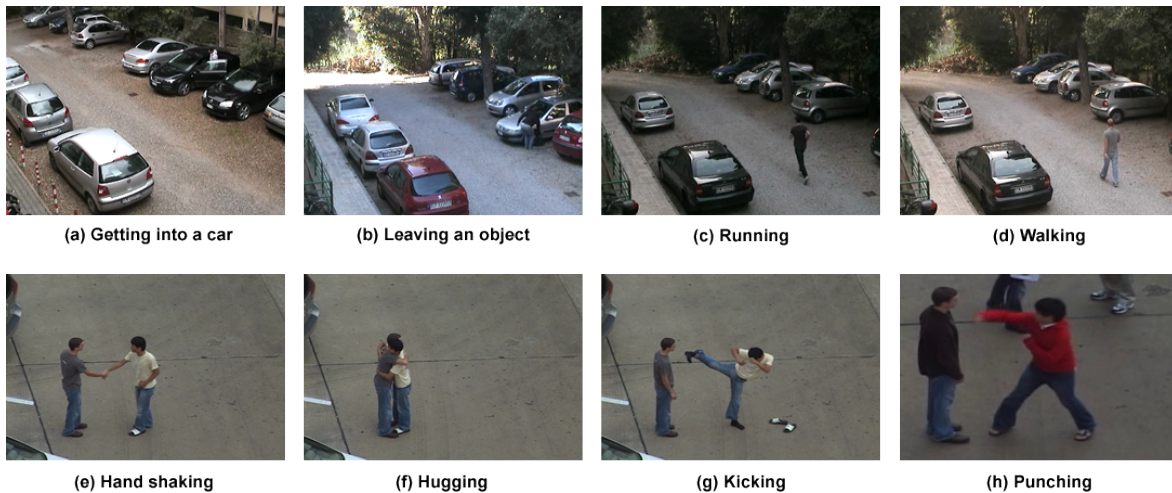 (a) Getting into a car
(b) Leaving an object
(c) Running
(d) Walking
(e) Hand shaking
(f) Hugging
(g) Kicking
(h) Punching